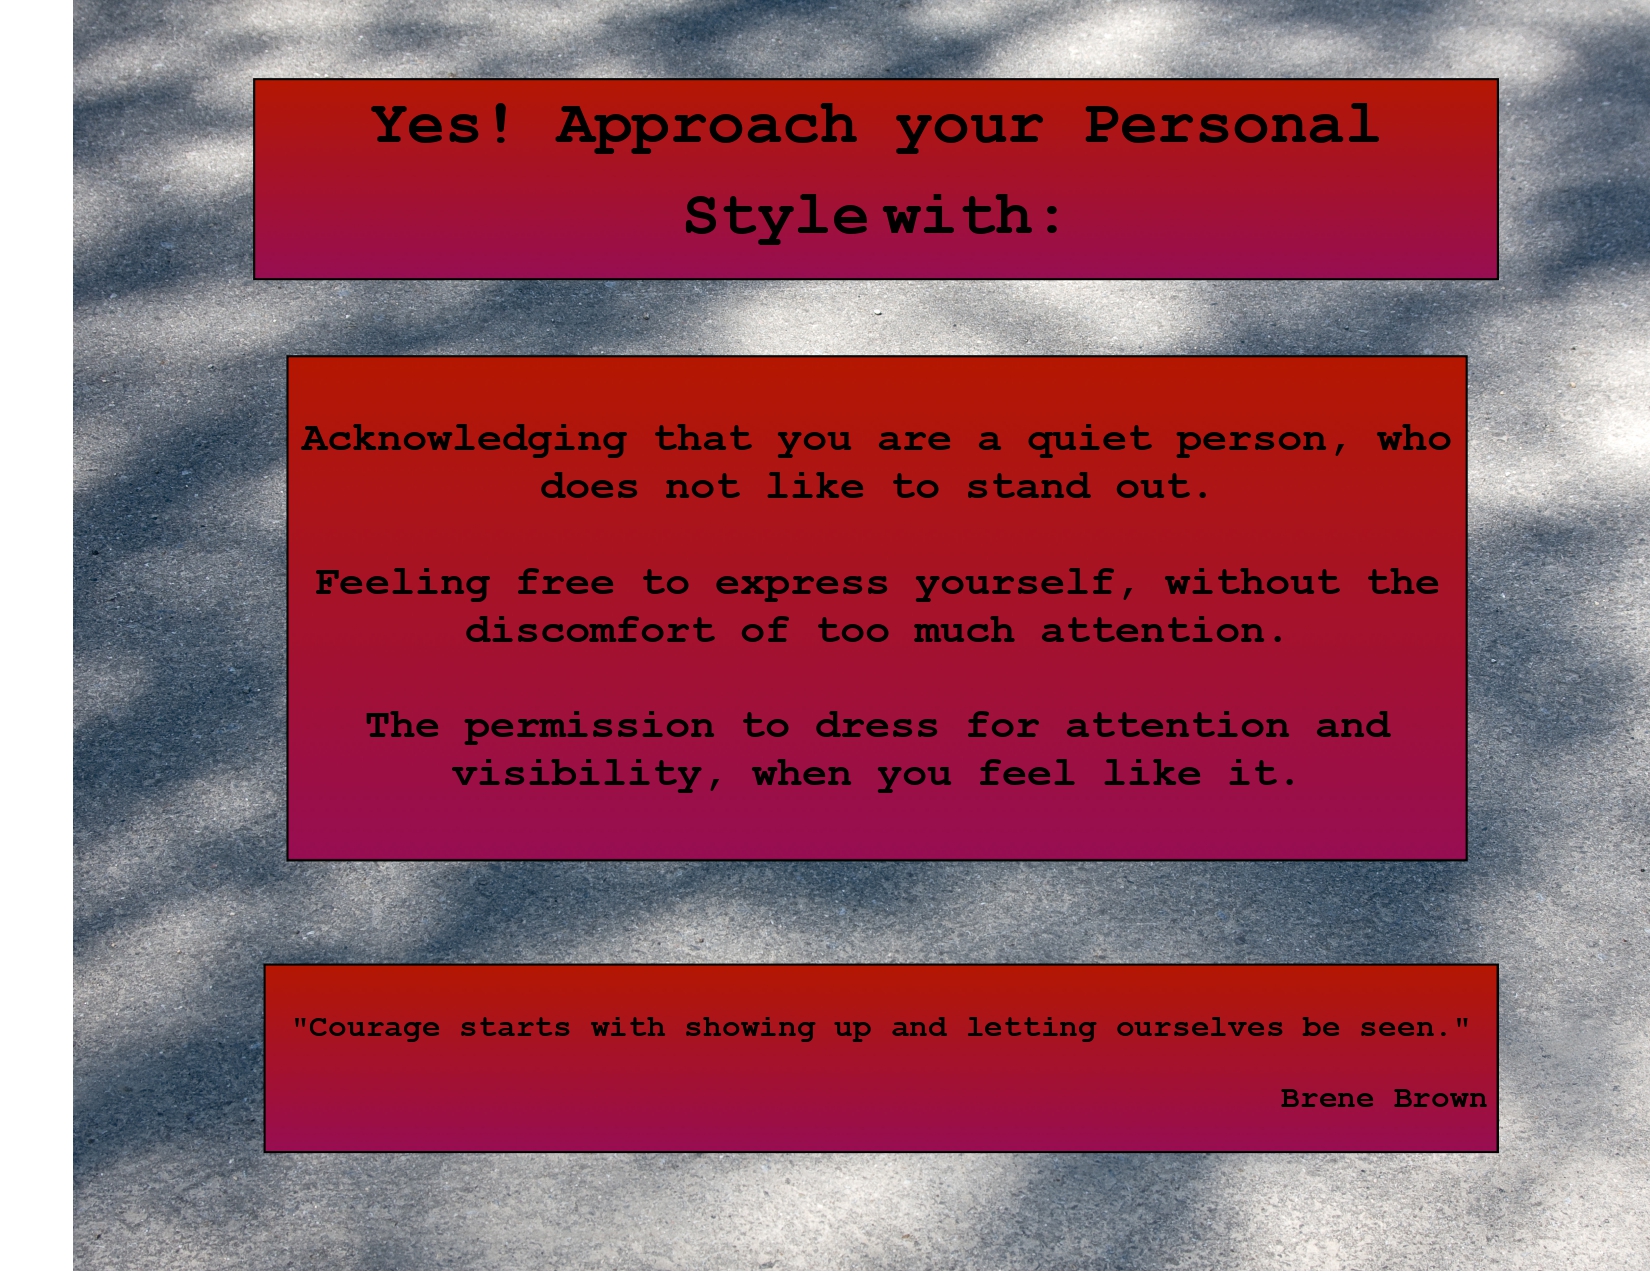 Yes! Approach your Personal
Style with:
Acknowledging that you are a quiet person, who
does not like to stand out.
Feeling free to express yourself, without the
discomfort of too much attention.
The permission to dress for attention and
visibility, when you feel like it.
"Courage starts with showing up and letting ourselves be seen."
Brene Brown